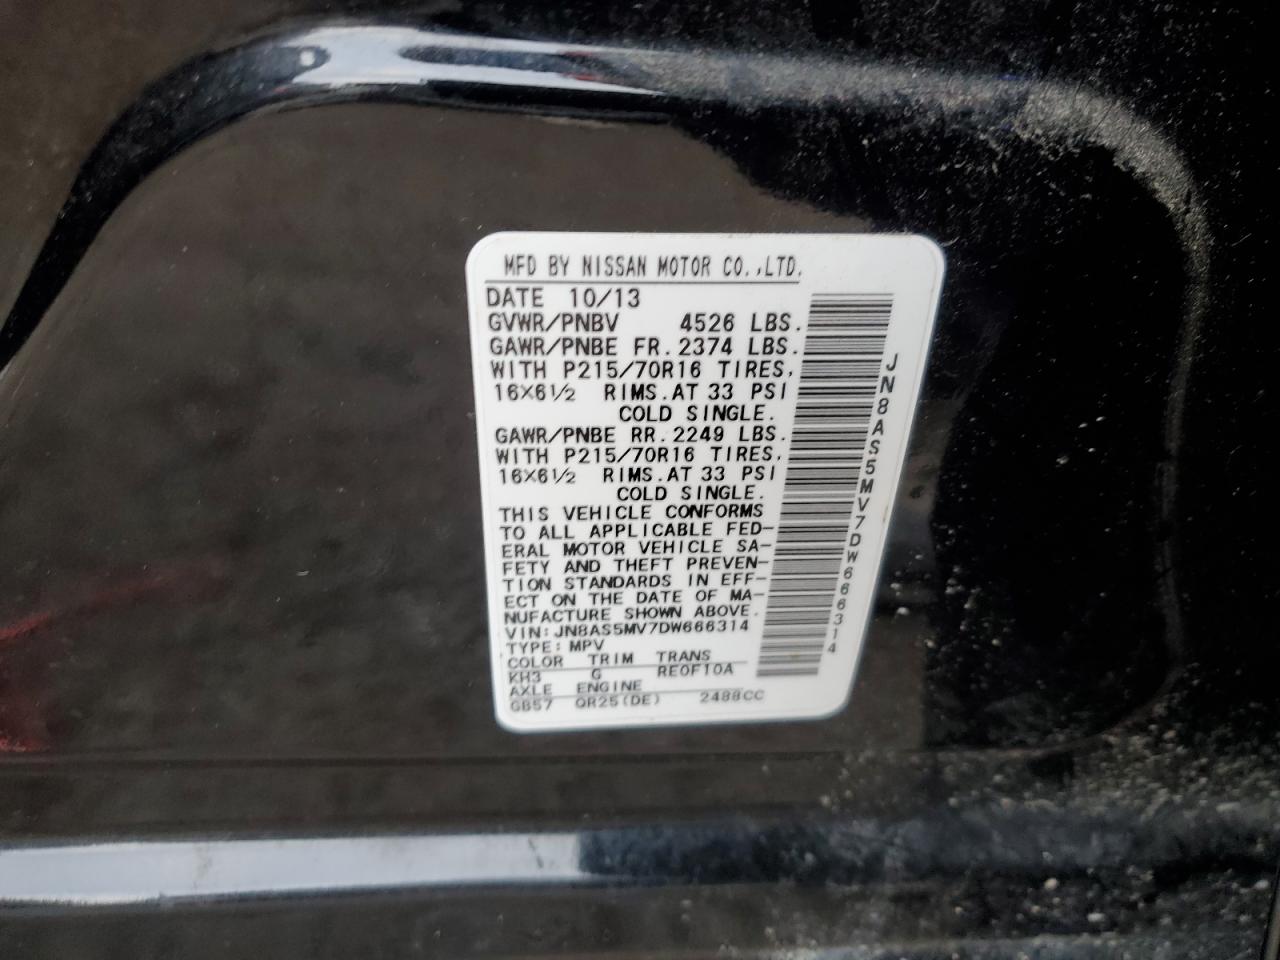 MFD BY NISSAN MOTOR CO.,LTD.
DATE 10/13
GVWR/PNBV 4526 LBS.
GAWR/PNBE FR. 2374 LBS.
WITH P215/70R16 TIRES,
16X6½ RIMS. AT 33 PSI
COLD SINGLE.
GAWR/PNBE RR. 2249 LBS.
WITH P215/70R16 TIRES,
16X6½ RIMS. AT 33 PSI
COLD SINGLE.
THIS VEHICLE CONFORMS
TO ALL APPLICABLE FED-
ERAL MOTOR VEHICLE SA-
FETY AND THEFT PREVEN-
TION STANDARDS IN EFF-
ECT ON THE DATE OF MA-
NUFACTURE SHOWN ABOVE.
VIN: JN8AS5MV7DW666314
TYPE: MPV
COLOR TRIM TRANS
KH3 G RE0F10A
AXLE ENGINE
GB57 QR25(DE) 2488CC
JN8AS5MV7DW666314